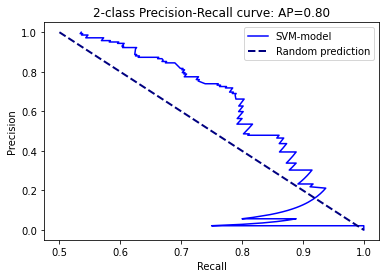 2-class Precision-Recall curve: AP=0.80
SVM-model
Random prediction
Precision
1.0
0.8
0.6
0.4
0.2
0.0
0.5
0.6
0.7
0.8
0.9
1.0
Recall